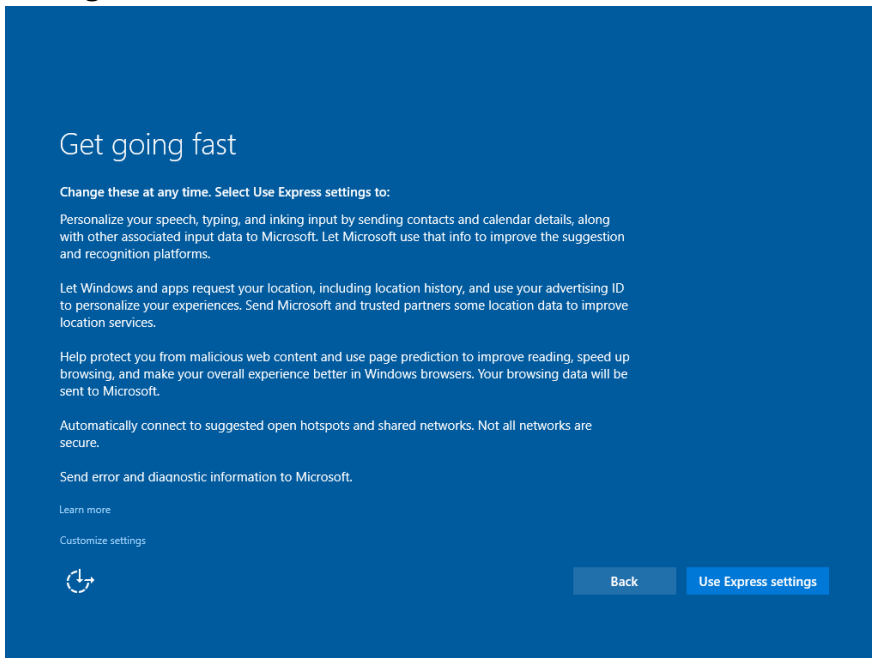 Get going fast
Change these at any time. Select Use Express settings to:
Personalize your speech, typing, and inking input by sending contacts and calendar details, along
with other associated input data to Microsoft. Let Microsoft use that info to improve the suggestion
and recognition platforms.
Let Windows and apps request your location, including location history, and use your advertising ID
to personalize your experiences. Send Microsoft and trusted partners some location data to improve
location services.
Help protect you from malicious web content and use page prediction to improve reading, speed up
browsing, and make your overall experience better in Windows browsers. Your browsing data will be
sent to Microsoft.
Automatically connect to suggested open hotspots and shared networks. Not all networks are
secure.
Send error and diagnostic information to Microsoft.
Learn more
Customize settings
Back
Use Express settings